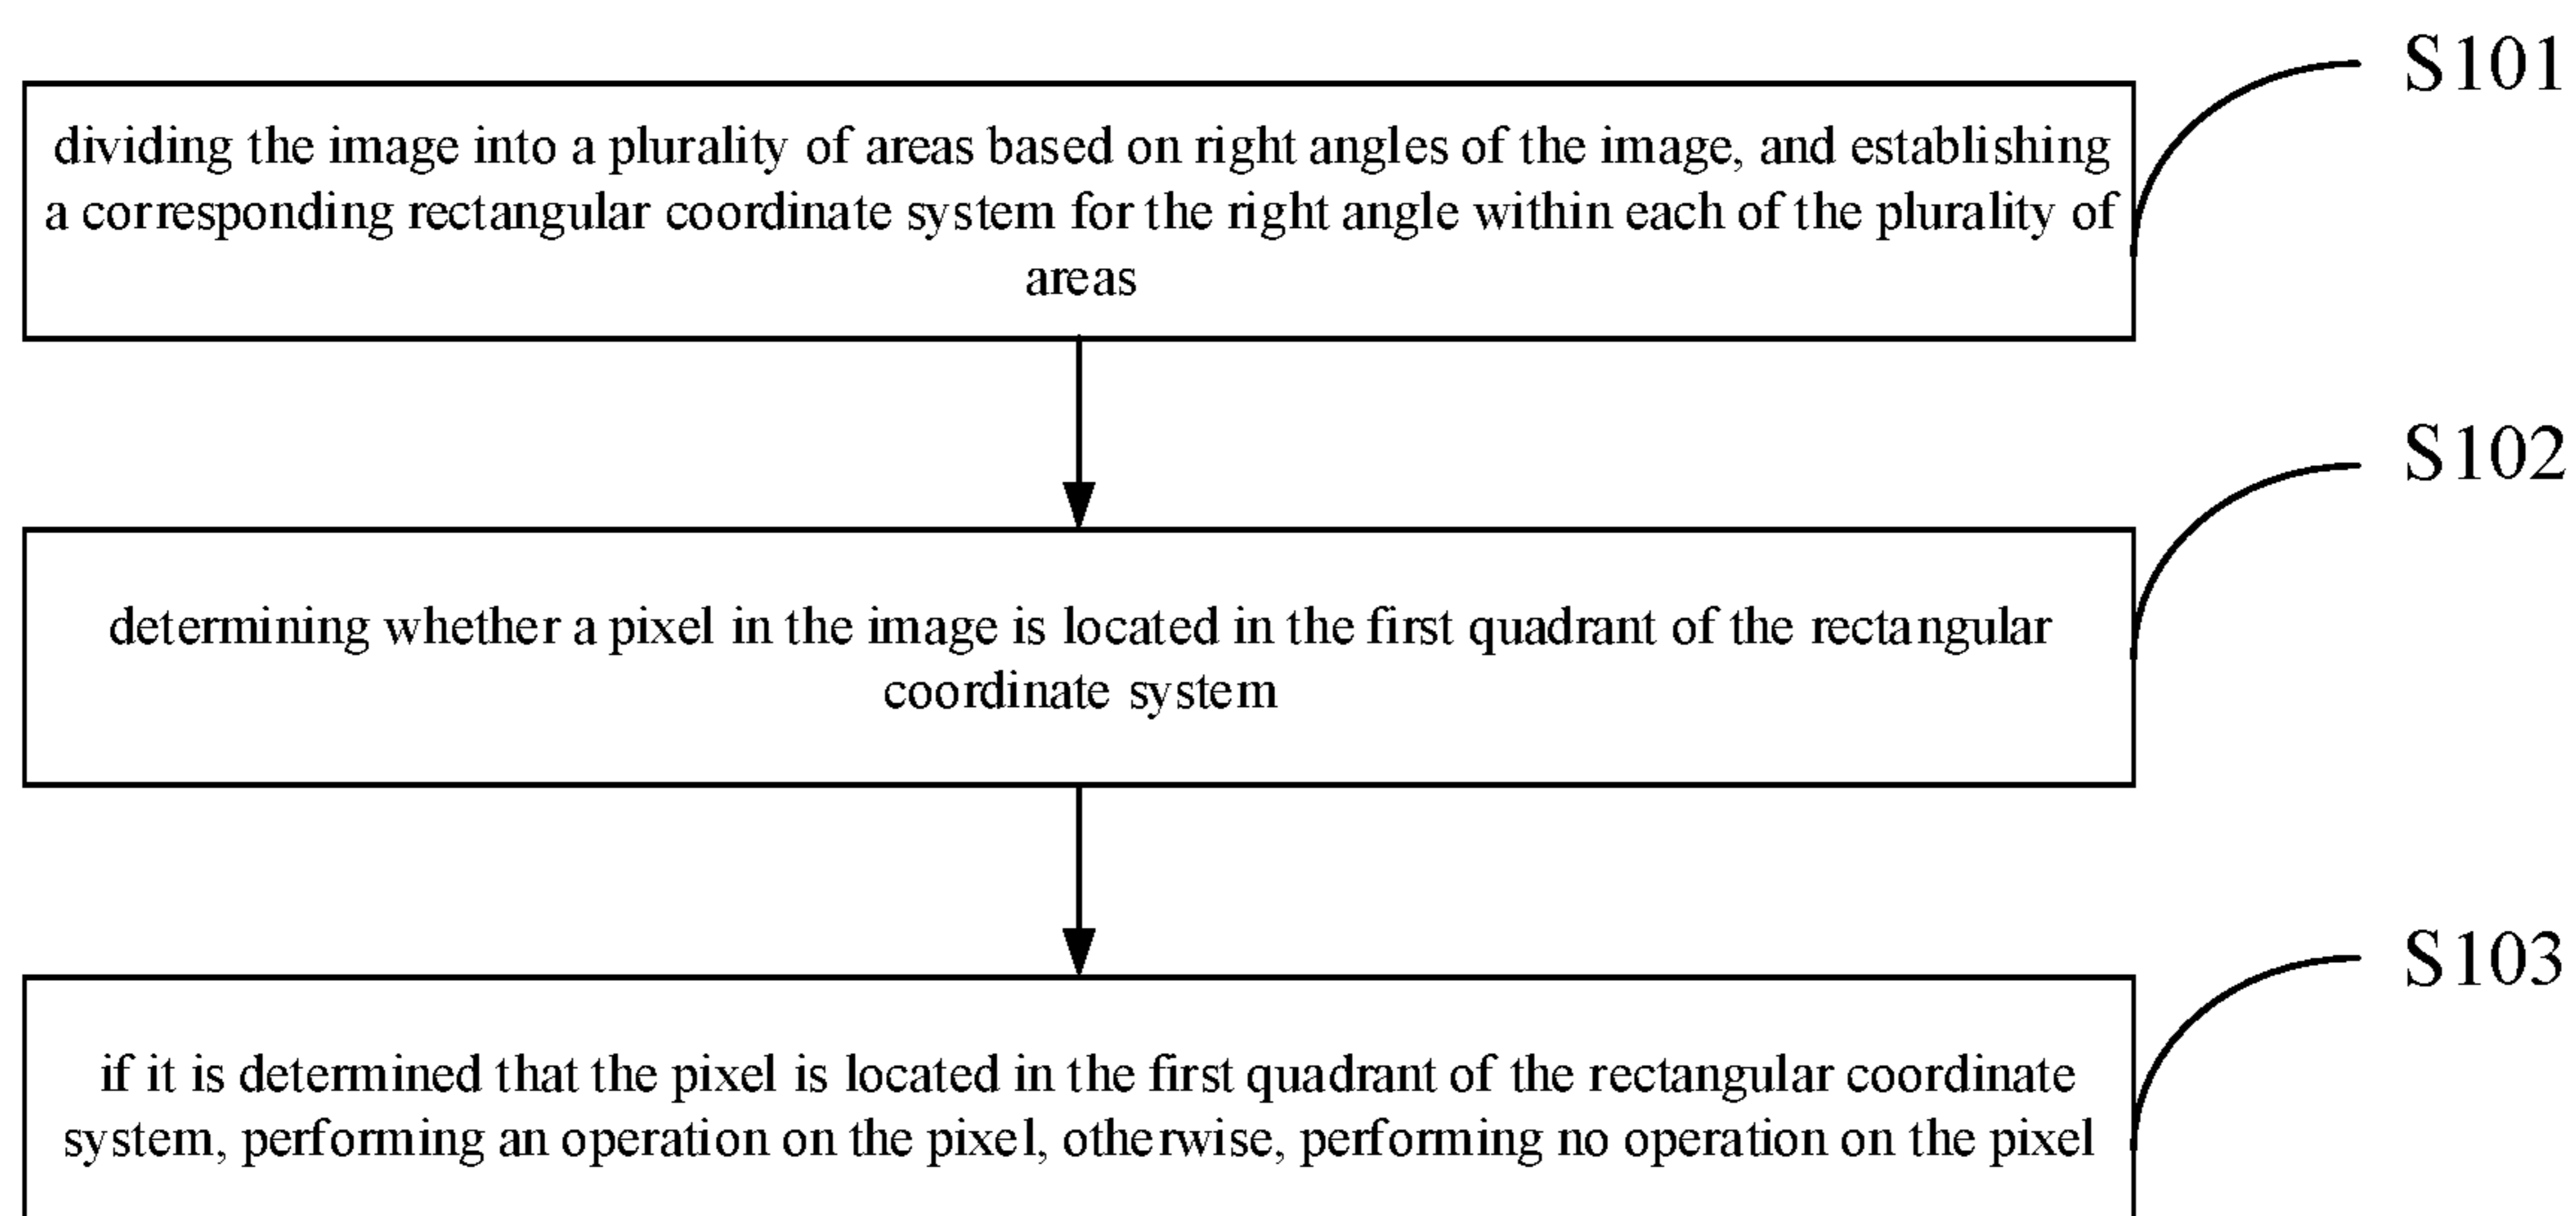 S101
dividing the image into a plurality of areas based on right angles of the image, and establishing
a corresponding rectangular coordinate system for the right angle within each of the plurality of
areas
S102
determining whether a pixel in the image is located in the first quadrant of the rectangular
coordinate system
S103
if it is determined that the pixel is located in the first quadrant of the rectangular coordinate
system, performing an operation on the pixel, otherwise, performing no operation on the pixel